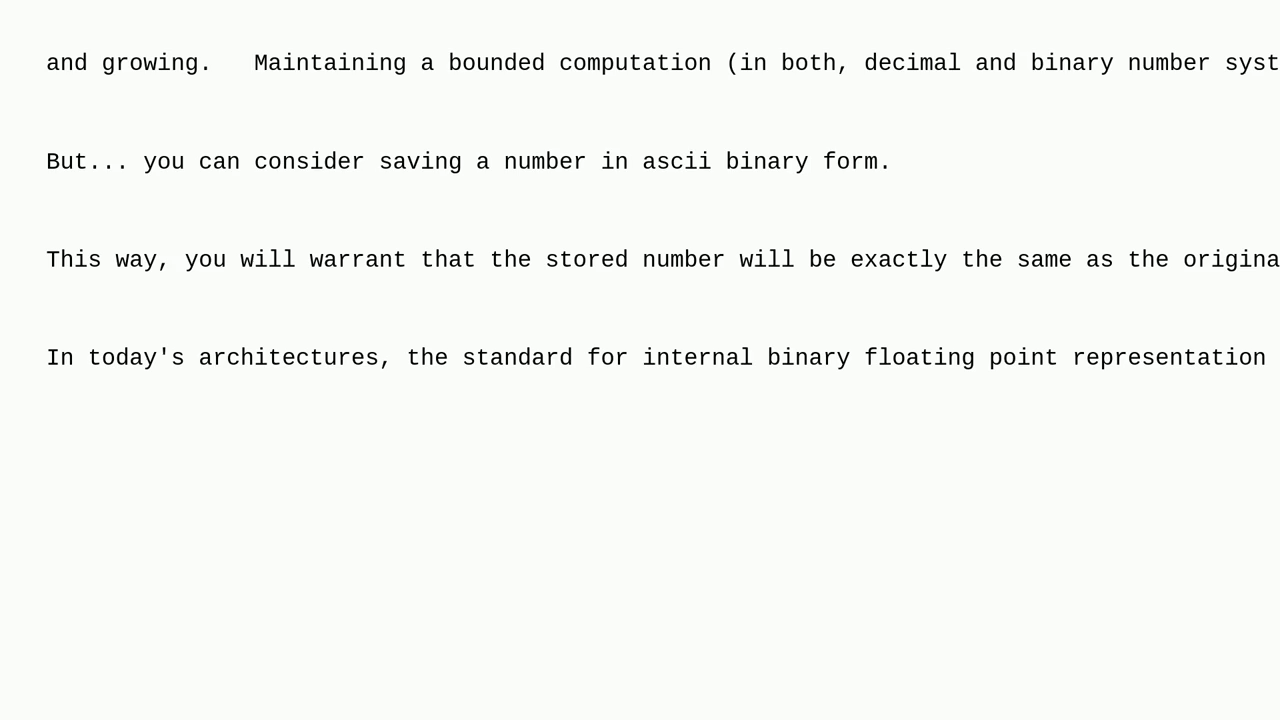 and growing.   Maintaining a bounded computation (in both, decimal and binary number syst
But... you can consider saving a number in ascii binary form.
This way, you will warrant that the stored number will be exactly the same as the origina
In today's architectures, the standard for internal binary floating point representation